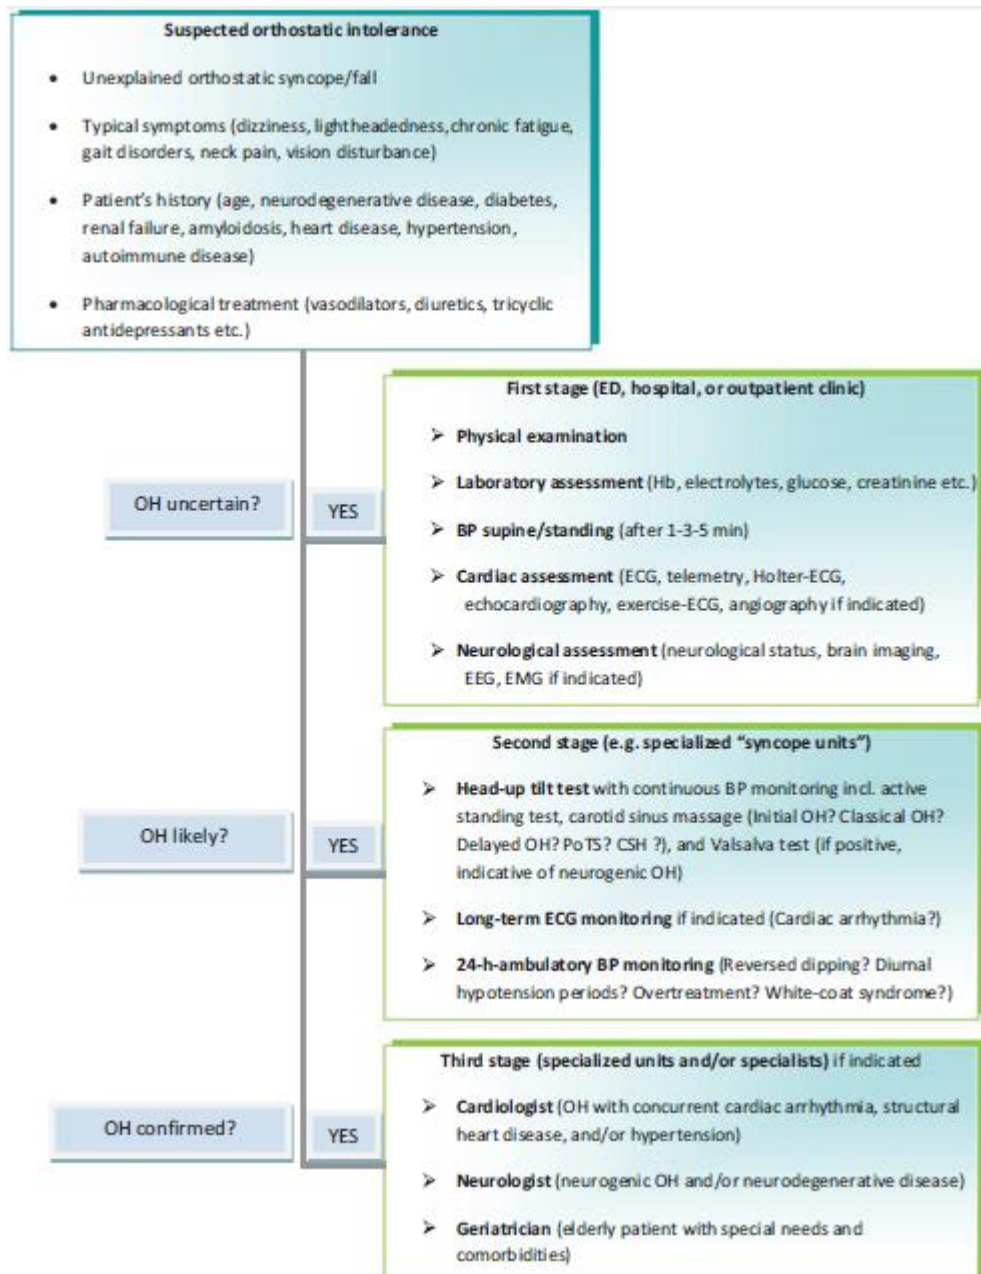 Suspected orthostatic intolerance
• Unexplained orthostatic syncope/fall
• Typical symptoms (dizziness, lightheadedness, chronic fatigue,
gait disorders, neck pain, vision disturbance)
• Patient's history (age, neurodegenerative disease, diabetes,
renal failure, amyloidosis, heart disease, hypertension,
autoimmune disease)
• Pharmacological treatment (vasodilators, diuretics, tricyclic
antidepressants etc.)
OH uncertain?
YES
First stage (ED, hospital, or outpatient clinic)
➢ Physical examination
➢ Laboratory assessment (Hb, electrolytes, glucose, creatinine etc.)
➢ BP supine/standing (after 1-3-5 min)
➢ Cardiac assessment (ECG, telemetry, Holter-ECG,
echocardiography, exercise-ECG, angiography if indicated)
➢ Neurological assessment (neurological status, brain imaging,
EEG, EMG if indicated)
OH likely?
YES
Second stage (e.g. specialized "syncope units")
➢ Head-up tilt test with continuous BP monitoring incl. active
standing test, carotid sinus massage (Initial OH? Classical OH?
Delayed OH? PoTS? CSH ?), and Valsalva test (if positive,
indicative of neurogenic OH)
➢ Long-term ECG monitoring if indicated (Cardiac arrhythmia?)
➢ 24-h-ambulatory BP monitoring (Reversed dipping? Diurnal
hypotension periods? Overtreatment? White-coat syndrome?)
OH confirmed?
YES
Third stage (specialized units and/or specialists) if indicated
➢ Cardiologist (OH with concurrent cardiac arrhythmia, structural
heart disease, and/or hypertension)
➢ Neurologist (neurogenic OH and/or neurodegenerative disease)
➢ Geriatrician (elderly patient with special needs and
comorbidities)